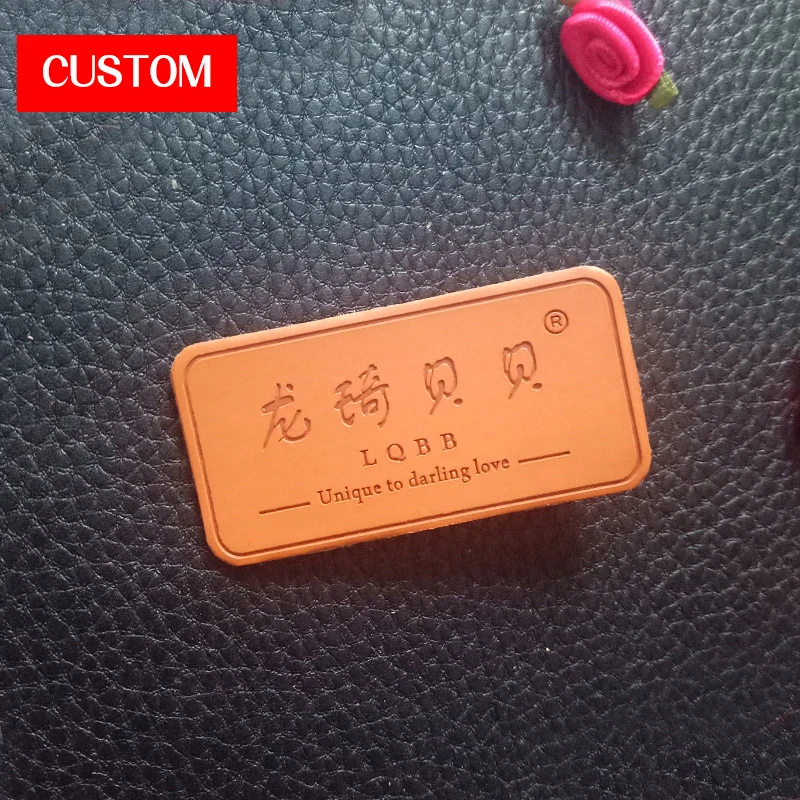 CUSTOM
龙琦贝贝®
LQBB
Unique to darling love